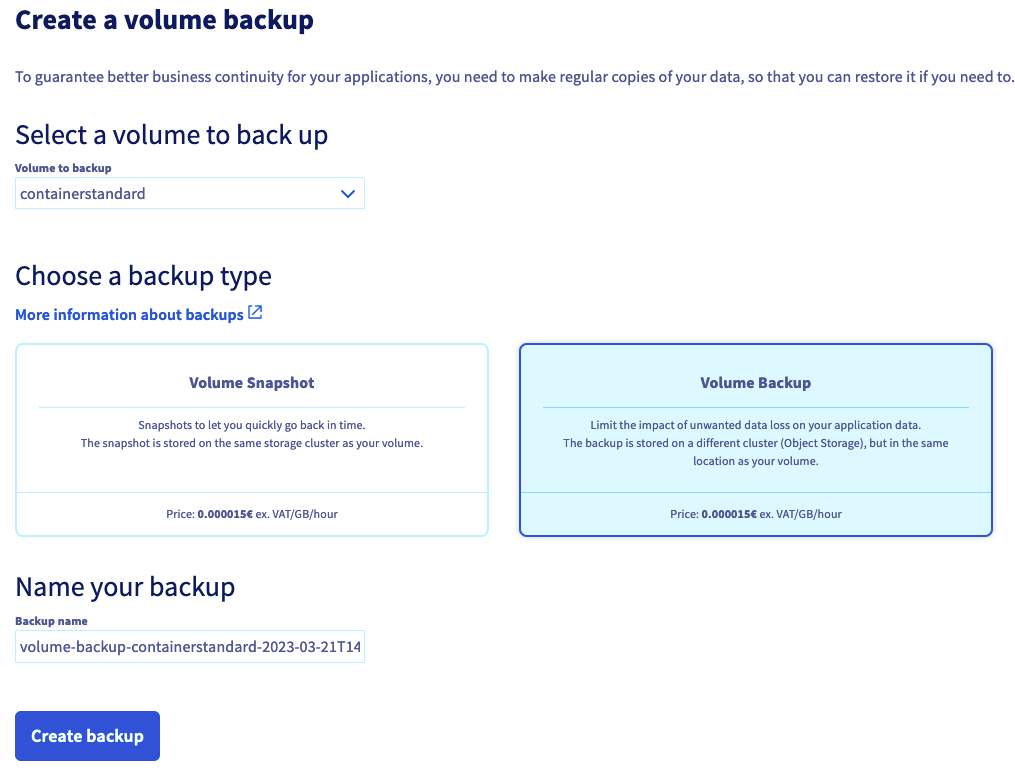 Create a volume backup
To guarantee better business continuity for your applications, you need to make regular copies of your data, so that you can restore it if you need to.
Select a volume to back up
Volume to backup
containerstandard
Choose a backup type
More information about backups
Volume Snapshot
Snapshots to let you quickly go back in time.
The snapshot is stored on the same storage cluster as your volume.
Price: 0.000015€ ex. VAT/GB/hour
Volume Backup
Limit the impact of unwanted data loss on your application data.
The backup is stored on a different cluster (Object Storage), but in the same
location as your volume.
Price: 0.000015€ ex. VAT/GB/hour
Name your backup
Backup name
volume-backup-containerstandard-2023-03-21T14
Create backup